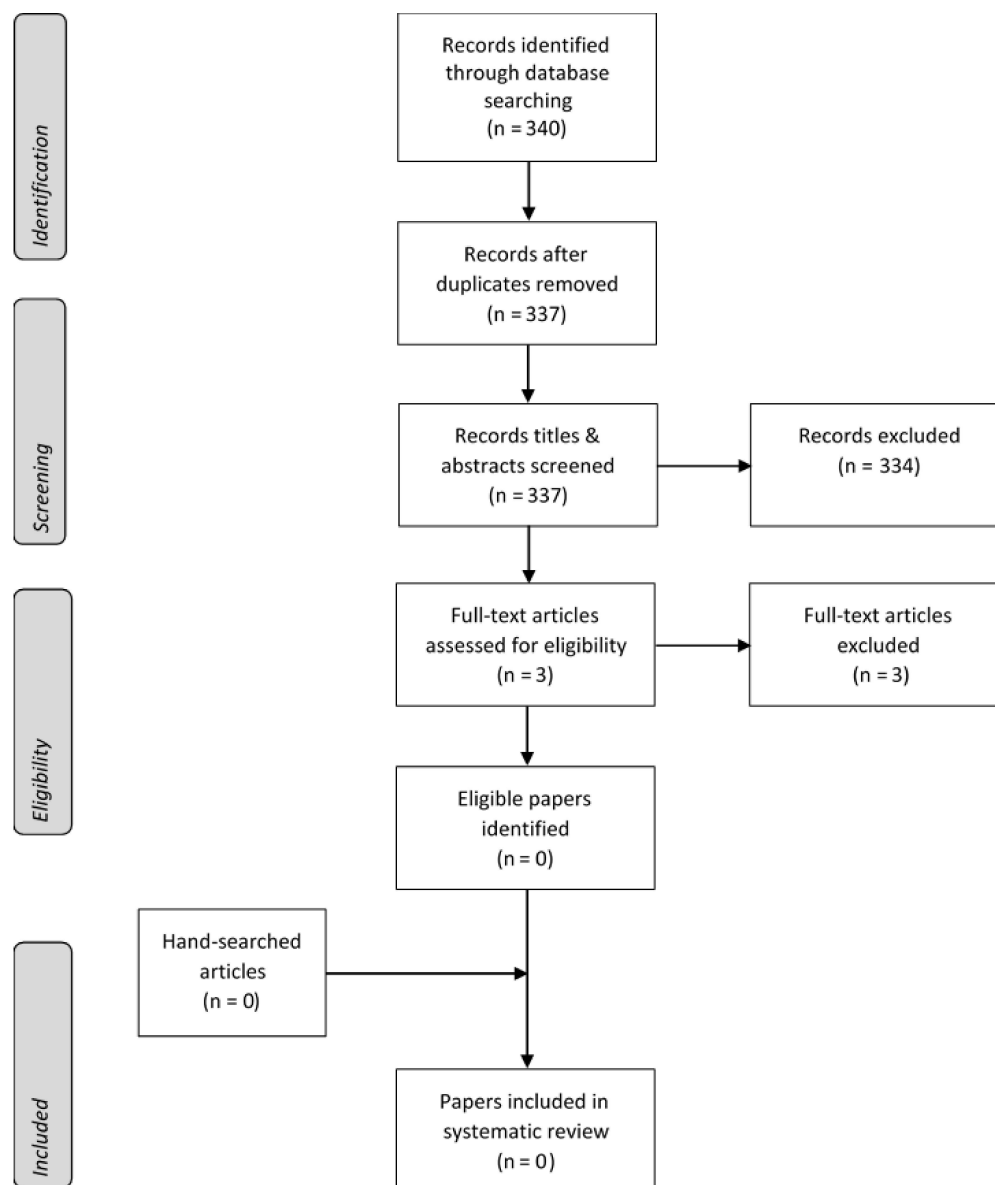 Identification
Records identified
through database
searching
(n = 340)
Records after
duplicates removed
(n = 337)
Screening
Records titles &
abstracts screened
(n = 337)
Records excluded
(n = 334)
Eligibility
Full-text articles
assessed for eligibility
(n = 3)
Full-text articles
excluded
(n = 3)
Eligible papers
identified
(n = 0)
Included
Hand-searched
articles
(n = 0)
Papers included in
systematic review
(n = 0)